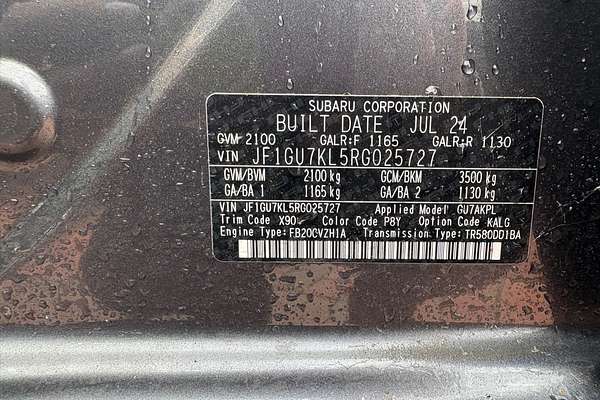 SUBARU CORPORATION
BUILT DATE JUL 24
GVM 2100 GALR:F 1165 GALR:R 1130
VIN JF1GU7KL5RG025727
GVM/BVM 2100 kg GCM/BKM 3500 kg
GA/BA 1 1165 kg GA/BA 2 1130 kg
VIN JF1GU7KL5RG025727 Applied Model GU7AKPL
Trim Code X90- Color Code P8Y Option Code KALG
Engine Type: FB20CVZH1A Transmission Type: TR580DD1BA